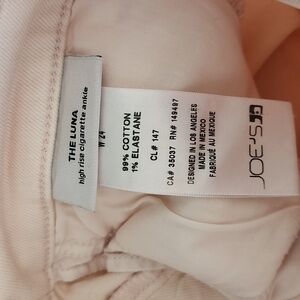 THE LUNA
high rise cigarette ankle
W 24
99% COTTON
1% ELASTANE
CL# 147
CA# 35037 RN# 149497
DESIGNED IN LOS ANGELES
MADE IN MEXICO
FABRIQUÉ AU MEXIQUE
JOE'S